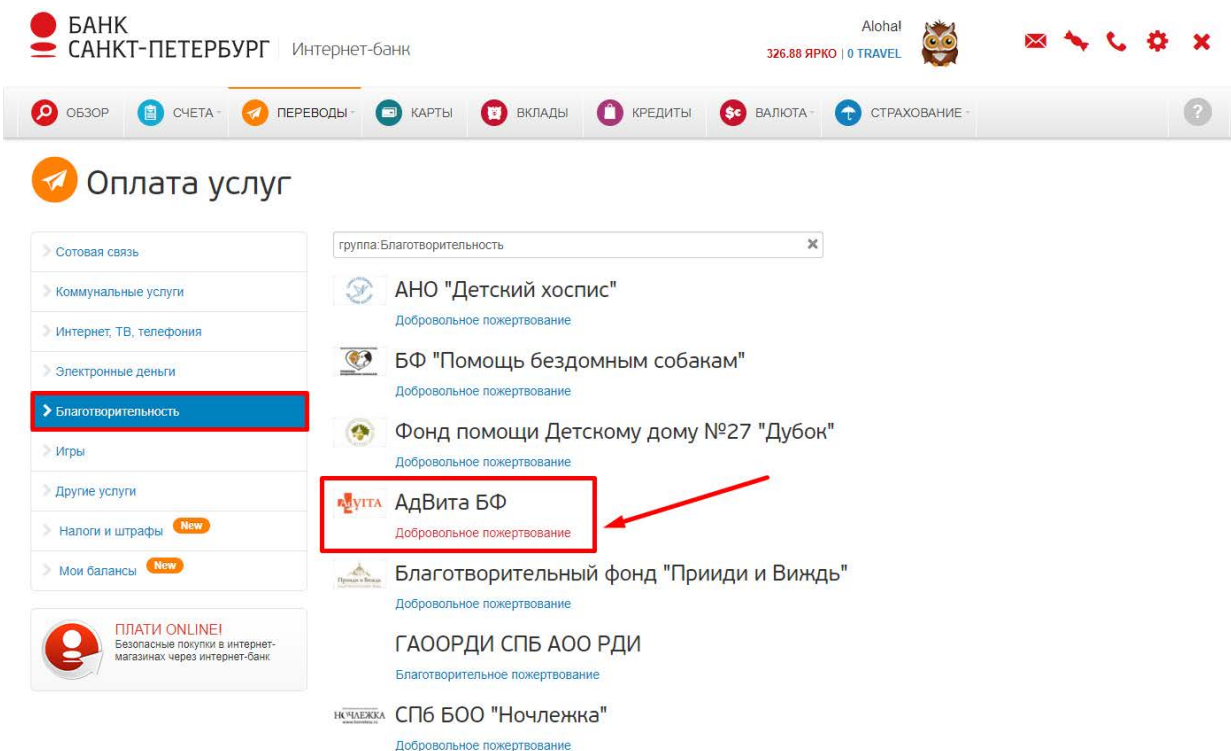 БАНК
САНКТ-ПЕТЕРБУРГ
Интернет-банк
Aloha!
326.88 ЯРКО | 0 TRAVEL
ОБЗОР
СЧЕТА
ПЕРЕВОДЫ
КАРТЫ
ВКЛАДЫ
КРЕДИТЫ
$€
ВАЛЮТА
СТРАХОВАНИЕ
?
Оплата услуг
Сотовая связь
Коммунальные услуги
Интернет, ТВ, телефония
Электронные деньги
Благотворительность
Игры
Другие услуги
Налоги и штрафы New
Мои балансы New
ПЛАТИ ONLINE!
Безопасные покупки в интернет-
магазинах через интернет-банк
группа:Благотворительность
АНО "Детский хоспис"
Добровольное пожертвование
БФ "Помощь бездомным собакам"
Добровольное пожертвование
Фонд помощи Детскому дому №27 "Дубок"
Добровольное пожертвование
AdVITA АдВита БФ
Добровольное пожертвование
Прииди и Виждь Благотворительный фонд "Прииди и Виждь"
Добровольное пожертвование
ГАООРДИ СПБ АОО РДИ
Благотворительное пожертвование
НОЧЛЕЖКА СПб БОО "Ночлежка"
Добровольное пожертвование